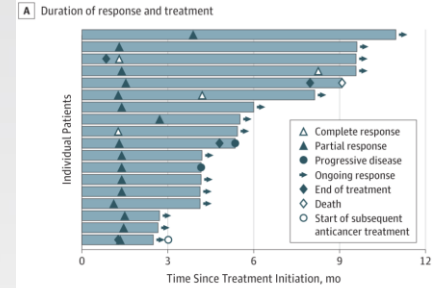 A Duration of response and treatment
Individual Patients
Complete response
Partial response
Progressive disease
Ongoing response
End of treatment
Death
Start of subsequent
anticancer treatment
0 3 6 9 12
Time Since Treatment Initiation, mo